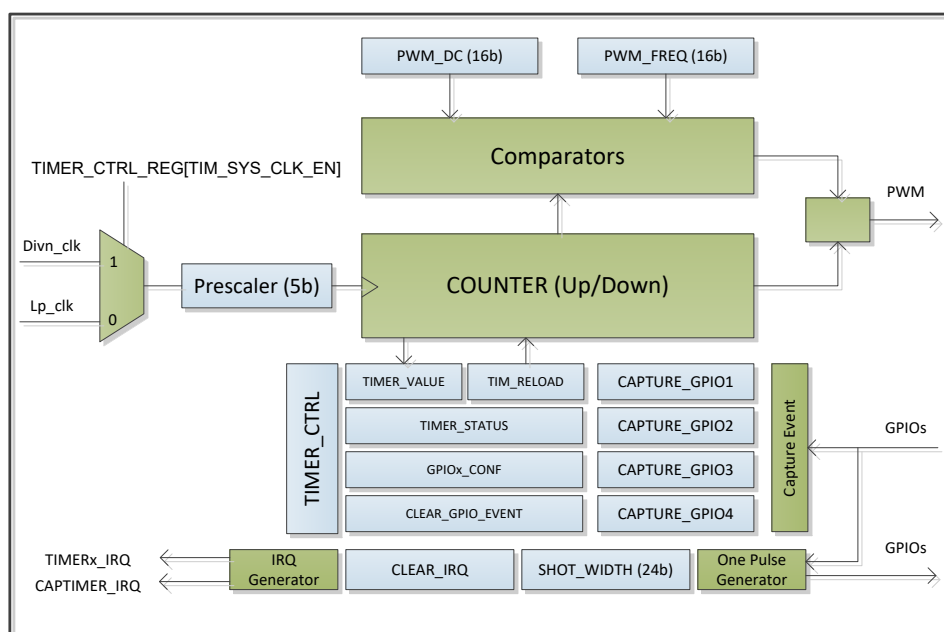 PWM_DC (16b)
PWM_FREQ (16b)
Comparators
TIMER_CTRL_REG[TIM_SYS_CLK_EN]
PWM
Divn_clk
1
Prescaler (5b)
COUNTER (Up/Down)
Lp_clk
0
TIMER_CTRL
TIMER_VALUE
TIM_RELOAD
CAPTURE_GPIO1
TIMER_STATUS
CAPTURE_GPIO2
GPIOx_CONF
CAPTURE_GPIO3
CLEAR_GPIO_EVENT
CAPTURE_GPIO4
Capture Event
GPIOs
TIMERx_IRQ
CAPTIMER_IRQ
IRQ
Generator
CLEAR_IRQ
SHOT_WIDTH (24b)
One Pulse
Generator
GPIOs